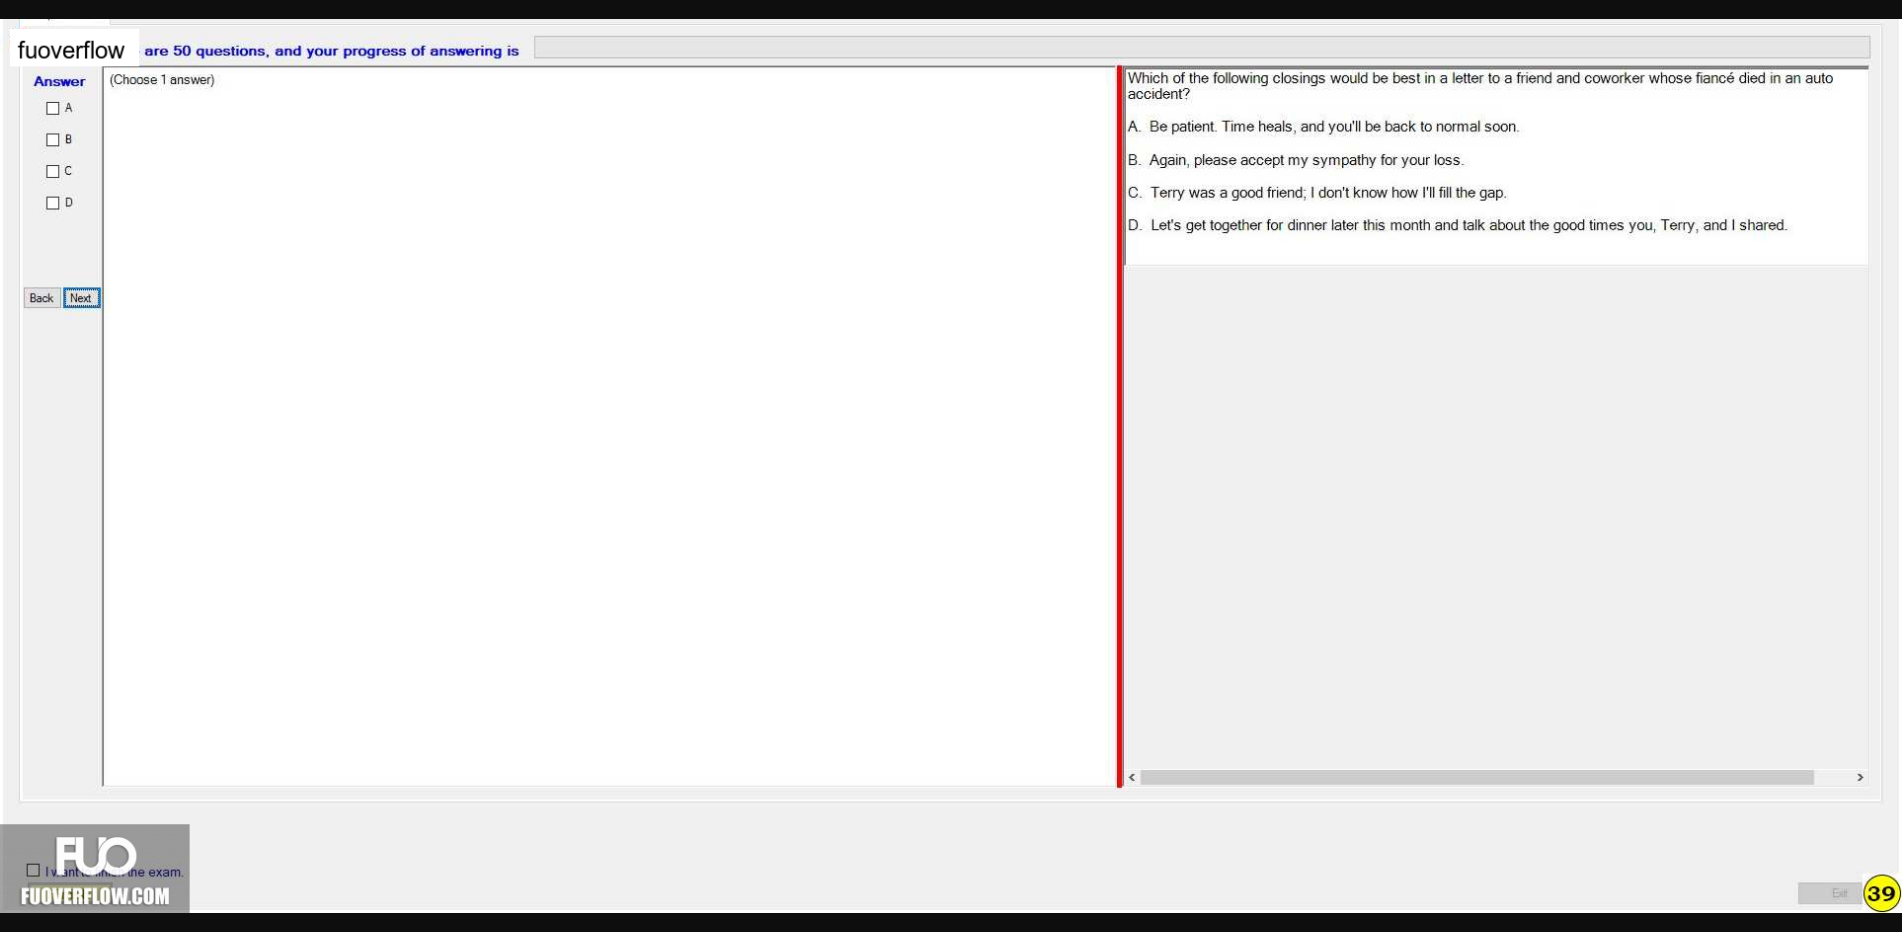 fuoverflow are 50 questions, and your progress of answering is
Answer
(Choose 1 answer)
A
B
C
D
Back Next
Which of the following closings would be best in a letter to a friend and coworker whose fiancé died in an auto
accident?
A. Be patient. Time heals, and you'll be back to normal soon.
B. Again, please accept my sympathy for your loss.
C. Terry was a good friend; I don't know how I'll fill the gap.
D. Let's get together for dinner later this month and talk about the good times you, Terry, and I shared.
FUO
I want to finish the exam.
FUOVERFLOW.COM
Exit
39